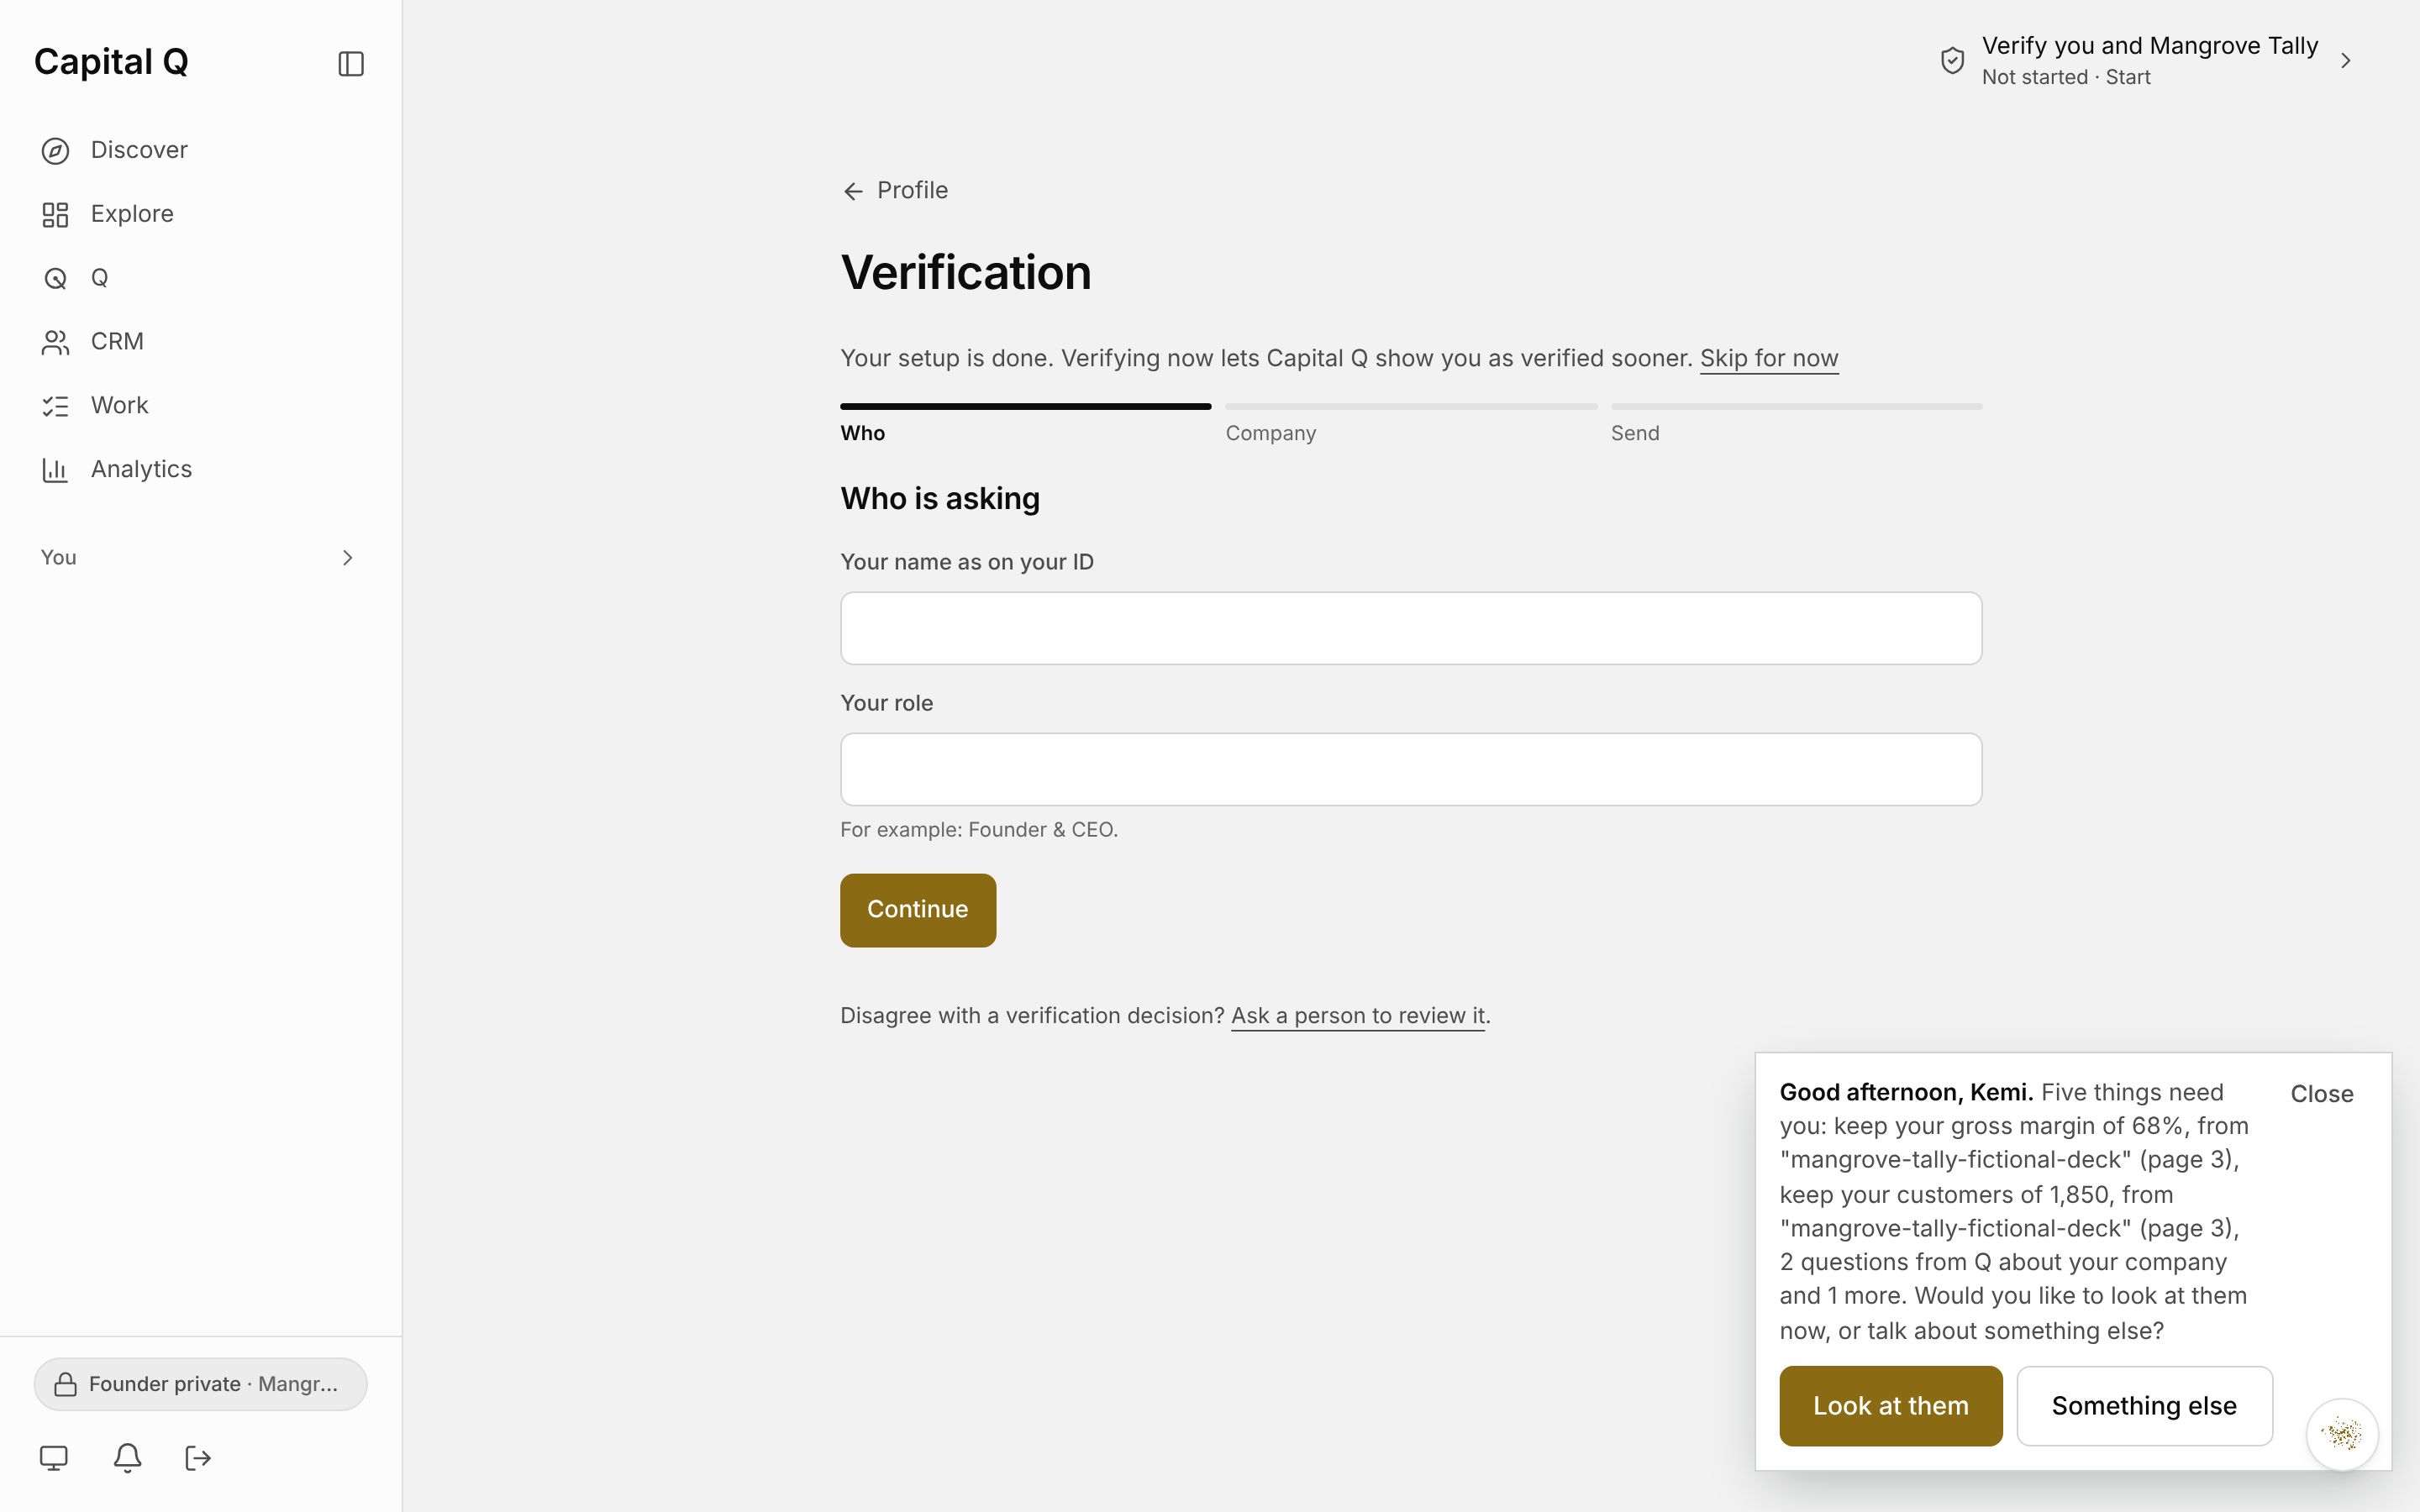 Capital Q
Discover
Explore
Q
CRM
Work
Analytics
You
Founder private · Mangr...
Verify you and Mangrove Tally
Not started · Start
Profile
Verification
Your setup is done. Verifying now lets Capital Q show you as verified sooner. Skip for now
Who
Company
Send
Who is asking
Your name as on your ID
Your role
For example: Founder & CEO.
Continue
Disagree with a verification decision? Ask a person to review it.
Good afternoon, Kemi. Five things need
Close
you: keep your gross margin of 68%, from
"mangrove-tally-fictional-deck" (page 3),
keep your customers of 1,850, from
"mangrove-tally-fictional-deck" (page 3),
2 questions from Q about your company
and 1 more. Would you like to look at them
now, or talk about something else?
Look at them
Something else